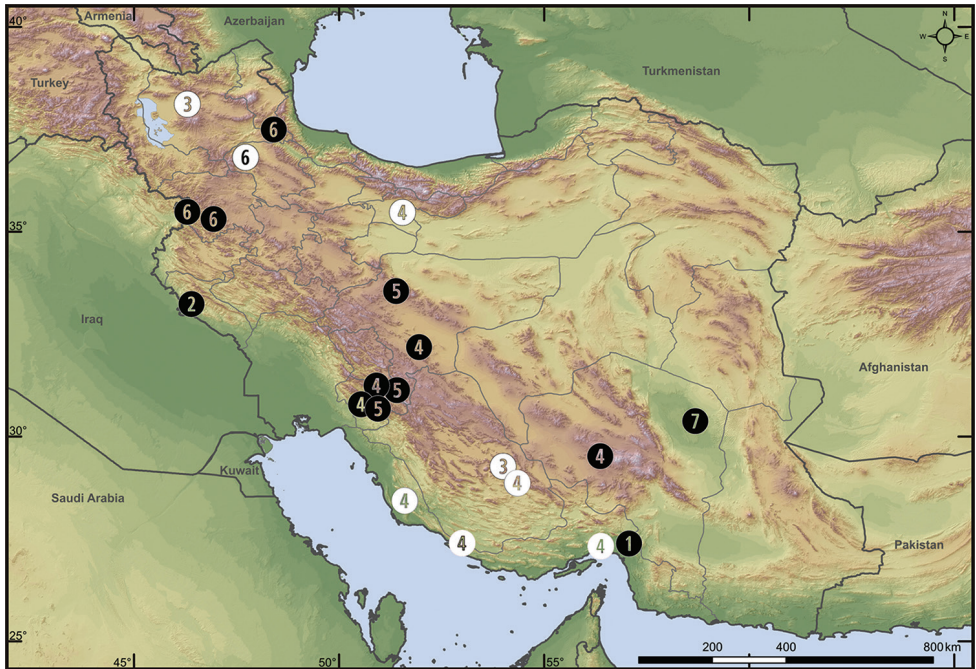 40°
Armenia
Azerbaijan
N
W E
S
Turkey
Turkmenistan
3
6
6
4
35°
6
6
5
2
Iraq
4
Afghanistan
4
5
4
5
7
30°
4
Kuwait
3
4
Saudi Arabia
4
4
4
1
Pakistan
25°
45°
50°
55°
200
400
800 km